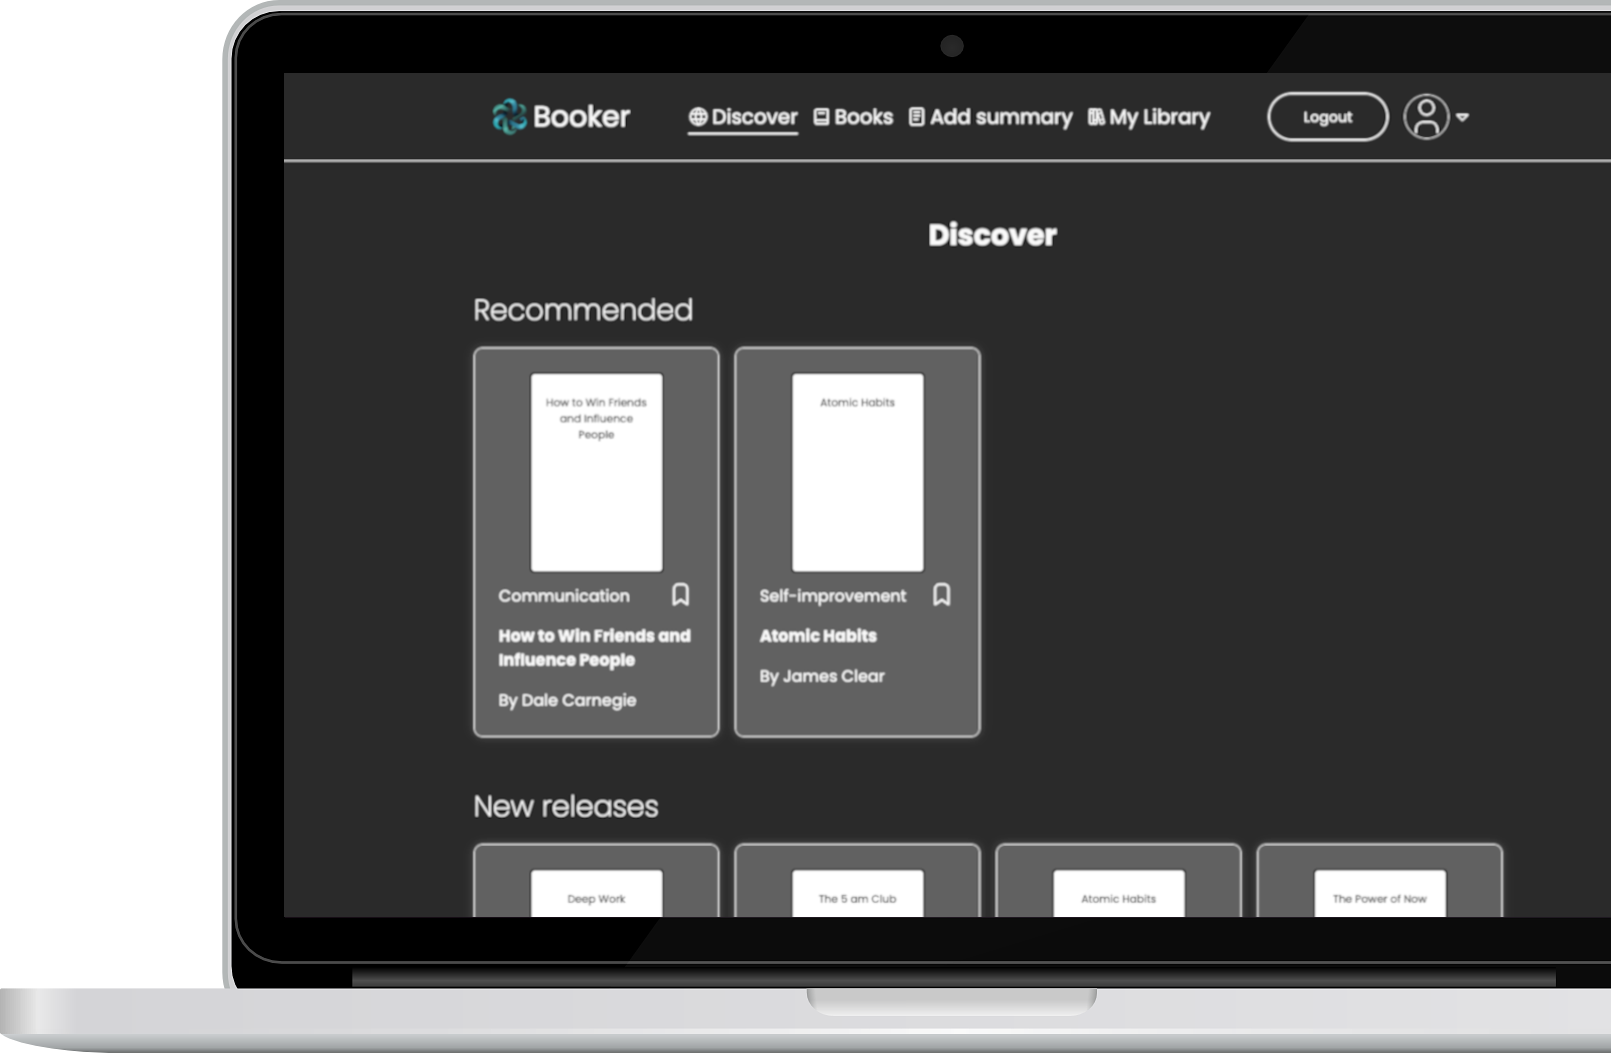 Booker
Discover
Books
Add summary
My Library
Logout
Discover
Recommended
How to Win Friends
and Influence
People
Communication
How to Win Friends and
Influence People
By Dale Carnegie
Atomic Habits
Self-improvement
Atomic Habits
By James Clear
New releases
Deep Work
The 5 am Club
Atomic Habits
The Power of Now